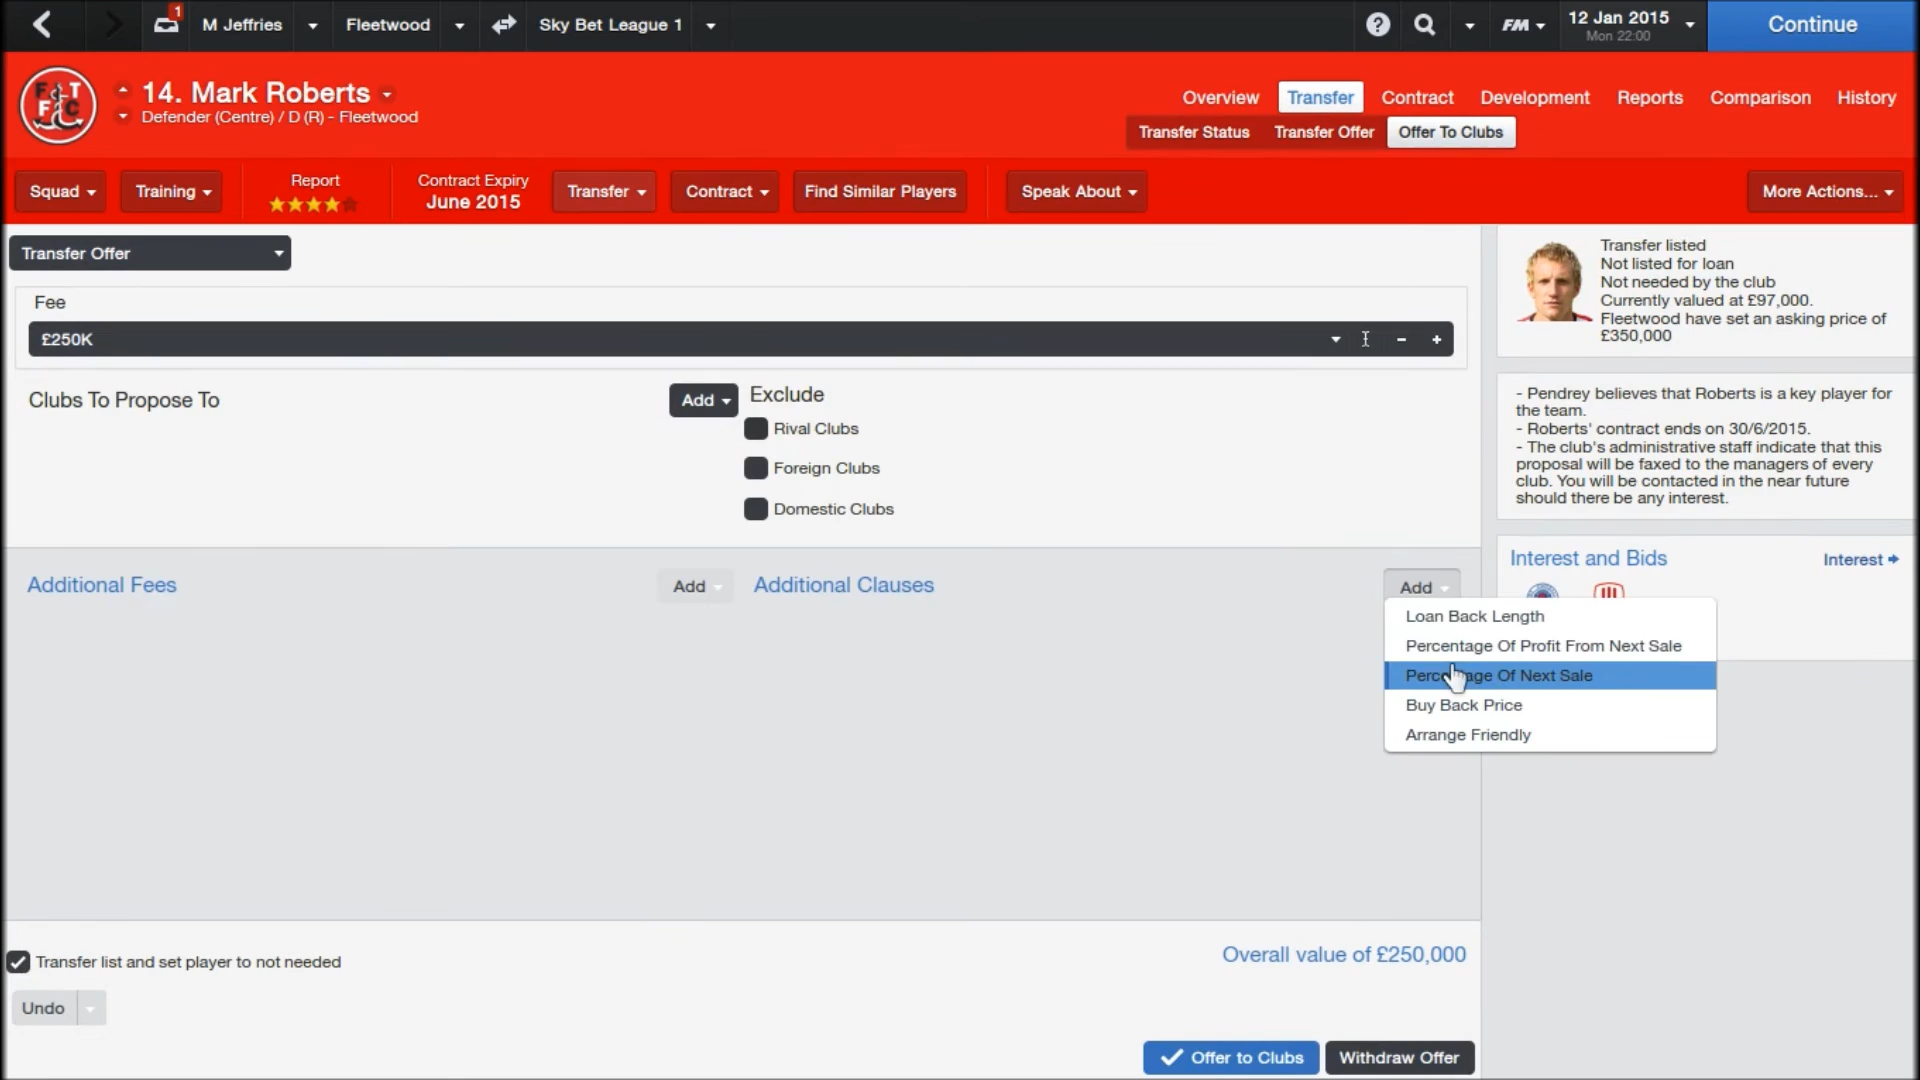 1
M Jeffries
Fleetwood
Sky Bet League 1
FM
12 Jan 2015
Mon 22:00
Continue
14. Mark Roberts
Defender (Centre) / D (R) - Fleetwood
Overview
Transfer
Contract
Development
Reports
Comparison
History
Transfer Status
Transfer Offer
Offer To Clubs
Squad
Training
Report
Contract Expiry
June 2015
Transfer
Contract
Find Similar Players
Speak About
More Actions...
Transfer Offer
Fee
£250K
Clubs To Propose To
Add
Exclude
Rival Clubs
Foreign Clubs
Domestic Clubs
Transfer listed
Not listed for loan
Not needed by the club
Currently valued at £97,000.
Fleetwood have set an asking price of
£350,000
- Pendrey believes that Roberts is a key player for
the team.
- Roberts' contract ends on 30/6/2015.
- The club's administrative staff indicate that this
proposal will be faxed to the managers of every
club. You will be contacted in the near future
should there be any interest.
Interest and Bids
Interest
Additional Fees
Add
Additional Clauses
Add
Loan Back Length
Percentage Of Profit From Next Sale
Percentage Of Next Sale
Buy Back Price
Arrange Friendly
Transfer list and set player to not needed
Overall value of £250,000
Undo
Offer to Clubs
Withdraw Offer